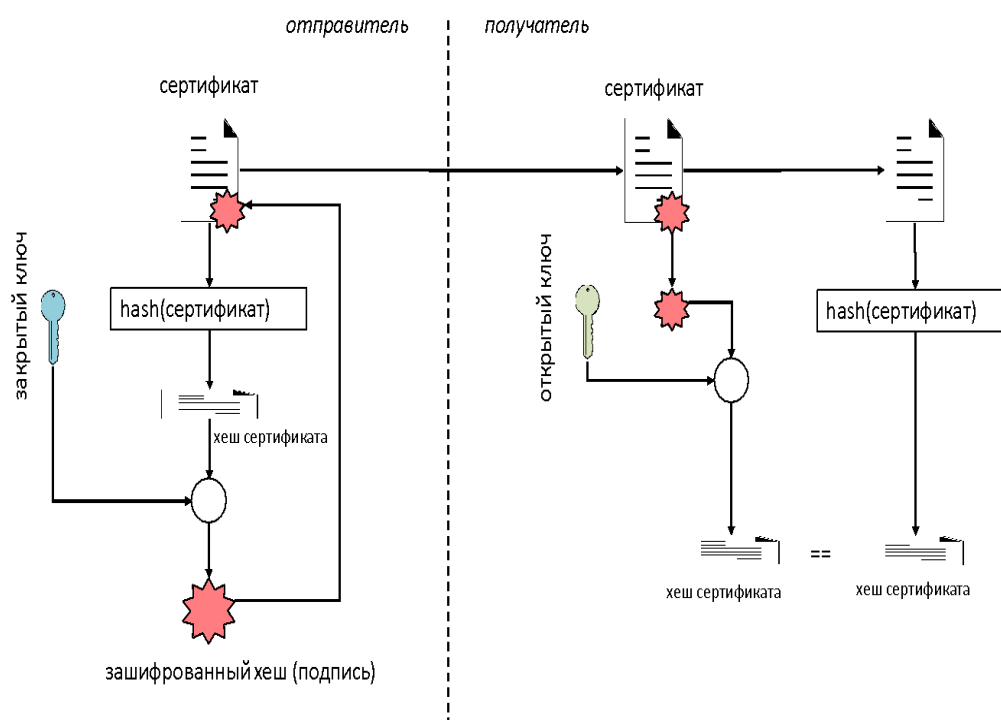 отправитель
получатель
сертификат
сертификат
закрытый ключ
hash(сертификат)
хеш сертификата
зашифрованный хеш (подпись)
открытый ключ
hash(сертификат)
==
хеш сертификата
хеш сертификата